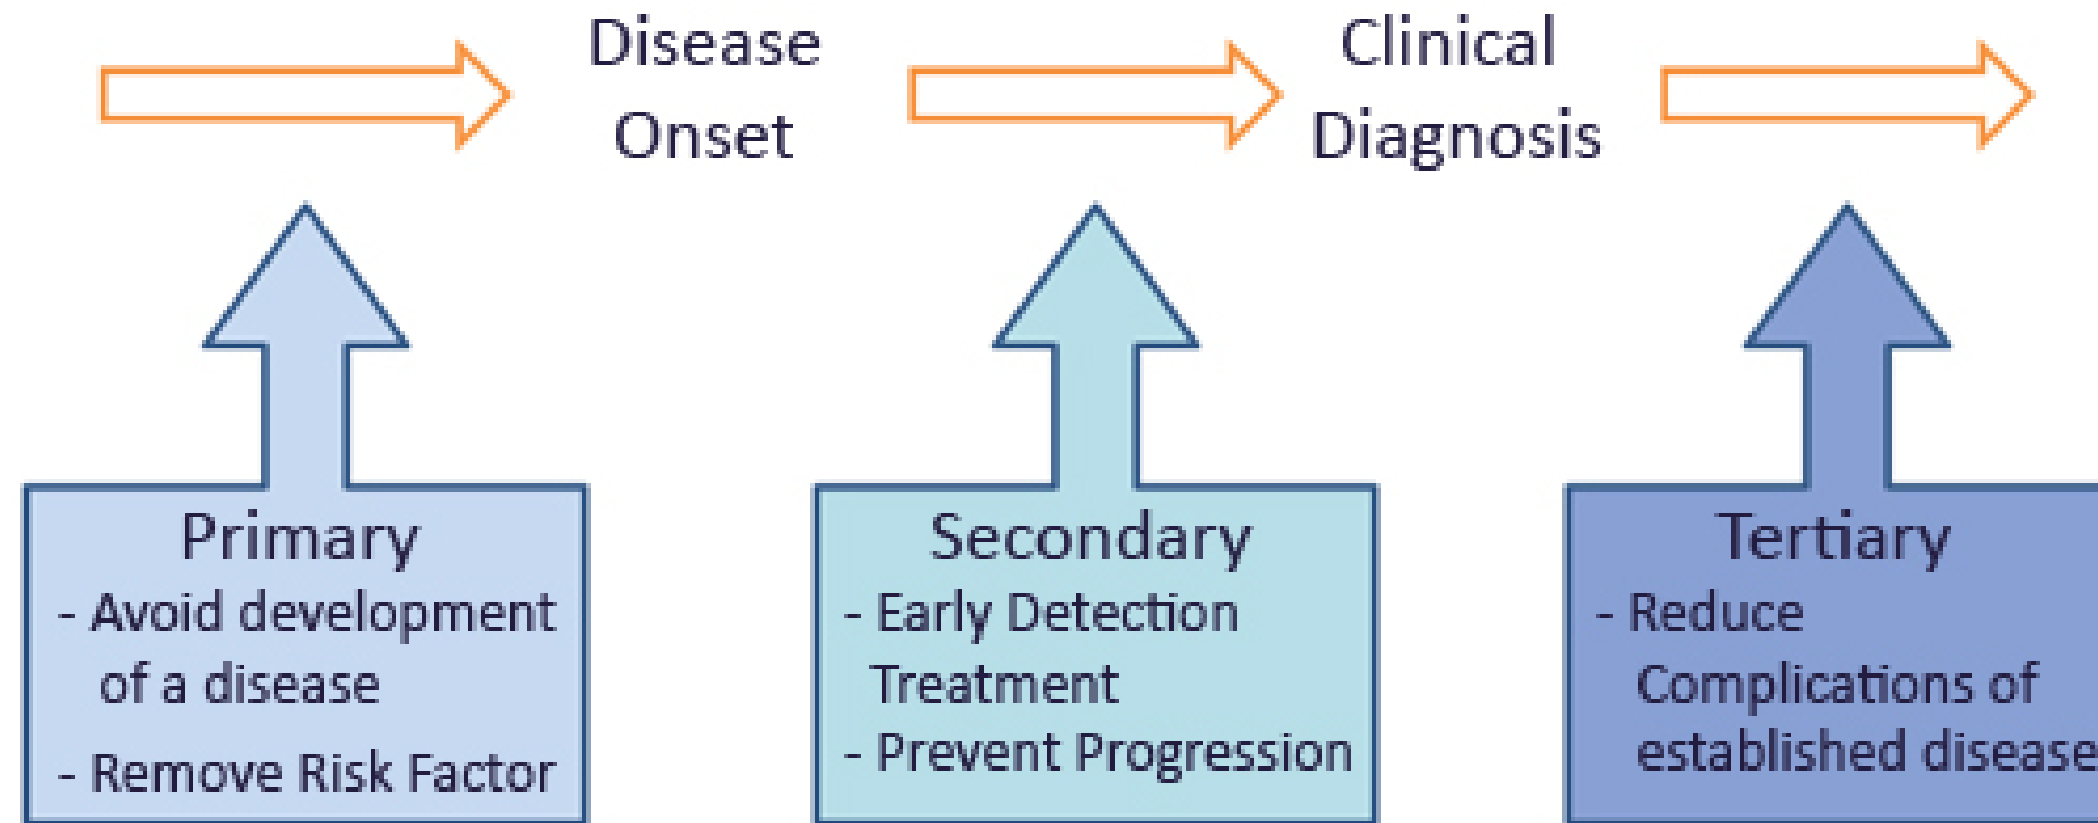 Disease
Onset
Clinical
Diagnosis
Primary
- Avoid development
of a disease
- Remove Risk Factor
Secondary
- Early Detection
Treatment
- Prevent Progression
Tertiary
- Reduce
Complications of
established disease